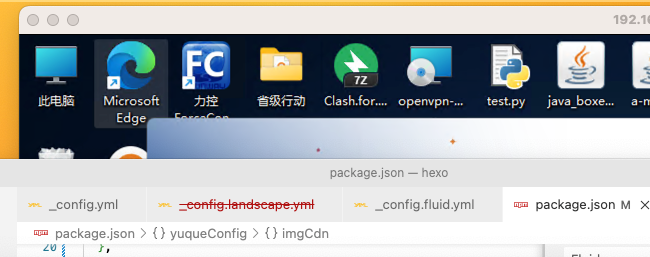 192.16
此电脑
Microsoft Edge
力控 ForceCon...
省级行动
7Z
Clash.for....
openvpn-...
test.py
java_boxe...
a-m
FC
package.json — hexo
_config.yml
_config.landscape.yml
_config.fluid.yml
package.json M
package.json > {} yuqueConfig > {} imgCdn
20
},